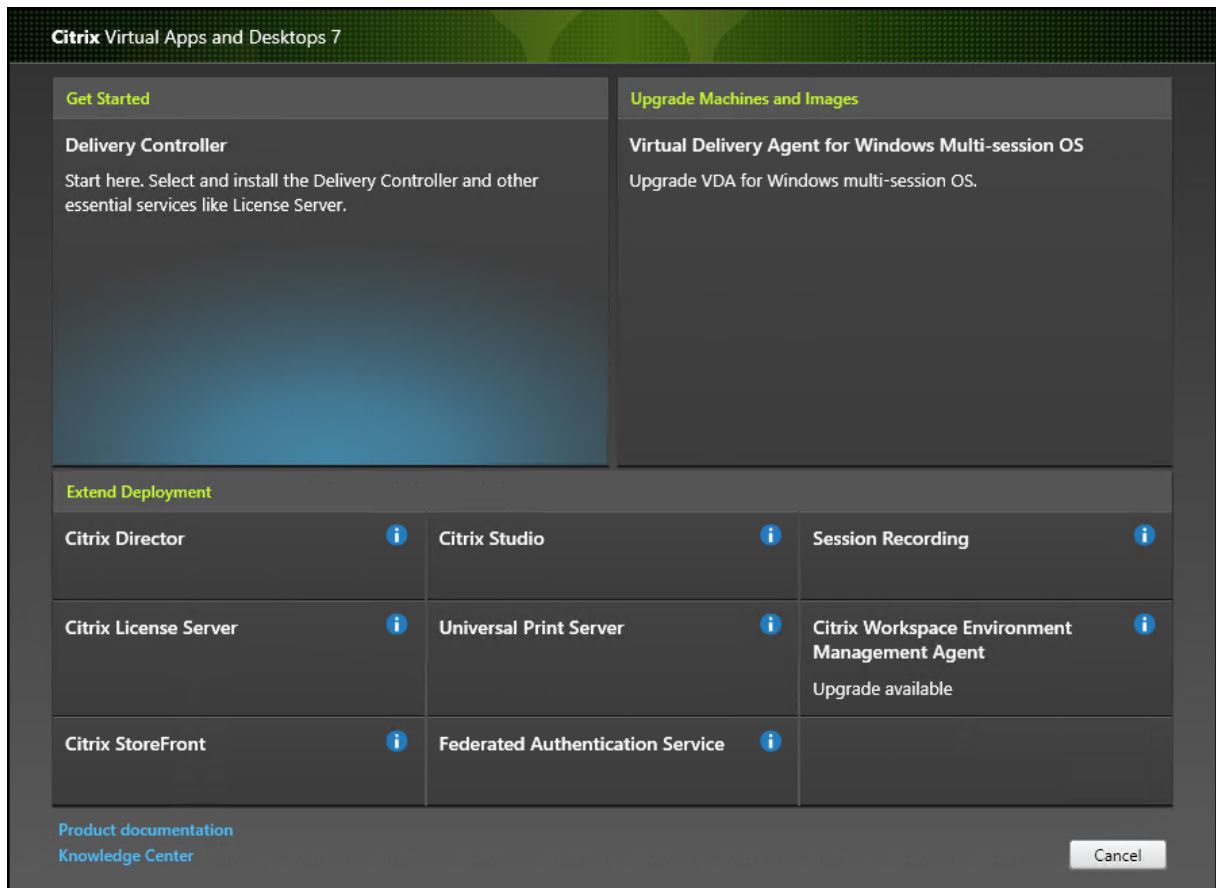 Citrix Virtual Apps and Desktops 7
Get Started
Delivery Controller
Start here. Select and install the Delivery Controller and other
essential services like License Server.
Upgrade Machines and Images
Virtual Delivery Agent for Windows Multi-session OS
Upgrade VDA for Windows multi-session OS.
Extend Deployment
Citrix Director
Citrix Studio
Session Recording
Citrix License Server
Universal Print Server
Citrix Workspace Environment
Management Agent
Upgrade available
Citrix StoreFront
Federated Authentication Service
Product documentation
Knowledge Center
Cancel